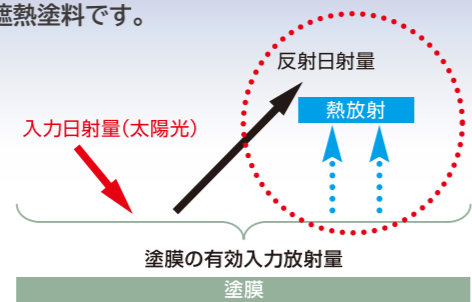 遮熱塗料です。
反射日射量
熱放射
入力日射量(太陽光)
塗膜の有効入力放射量
塗膜